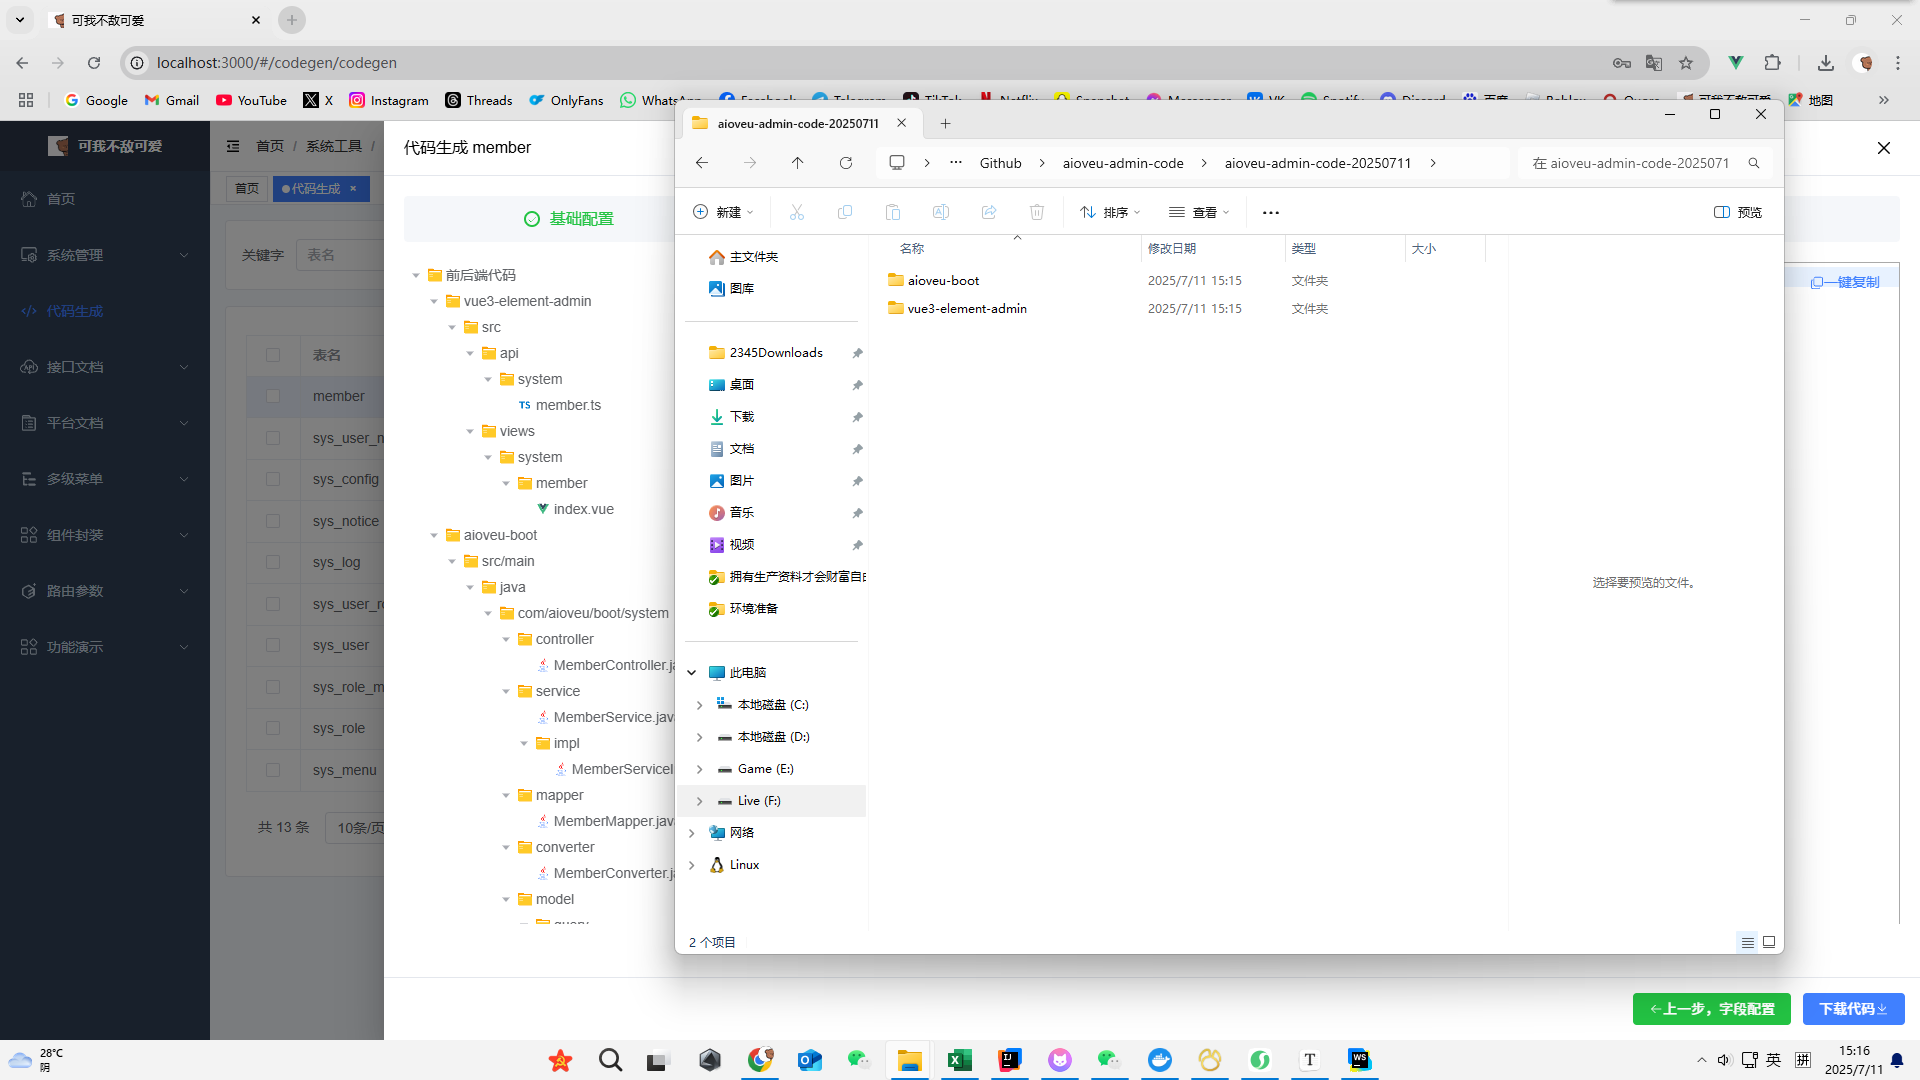 可我不敌可爱
localhost:3000/#/codegen/codegen
Google
Gmail
YouTube
X
Instagram
Threads
OnlyFans
地图
可我不敌可爱
首页 / 系统工具 /
首页
代码生成
关键字
表名
首页
系统管理
代码生成
接口文档
平台文档
多级菜单
组件封装
路由参数
功能演示
表名
member
sys_user_n
sys_config
sys_notice
sys_log
sys_user_ro
sys_user
sys_role_m
sys_role
sys_menu
共 13 条
10条/页
代码生成 member
基础配置
前后端代码
vue3-element-admin
src
api
system
TS member.ts
views
system
member
index.vue
aioveu-boot
src/main
java
com/aioveu/boot/system
controller
MemberController.j
service
MemberService.java
impl
MemberServiceI
mapper
MemberMapper.java
converter
MemberConverter.j
model
一键复制
←上一步，字段配置
下载代码
aioveu-admin-code-20250711
Github
aioveu-admin-code
aioveu-admin-code-20250711
在 aioveu-admin-code-2025071
新建
排序
查看
预览
名称
修改日期
类型
大小
aioveu-boot 2025/7/11 15:15 文件夹
vue3-element-admin 2025/7/11 15:15 文件夹
主文件夹
图库
2345Downloads
桌面
下载
文档
图片
音乐
视频
拥有生产资料才会财富自由
环境准备
此电脑
本地磁盘 (C:)
本地磁盘 (D:)
Game (E:)
Live (F:)
网络
Linux
选择要预览的文件。
2 个项目
28°C
阴
英
拼
15:16
2025/7/11